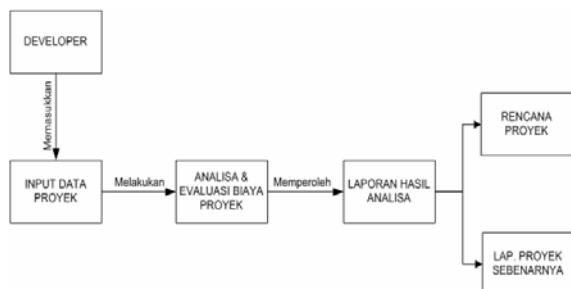 DEVELOPER
Memasukkan
INPUT DATA
PROYEK
Melakukan
ANALISA &
EVALUASI BIAYA
PROYEK
Memperoleh
LAPORAN HASIL
ANALISA
RENCANA
PROYEK
LAP. PROYEK
SEBENARNYA